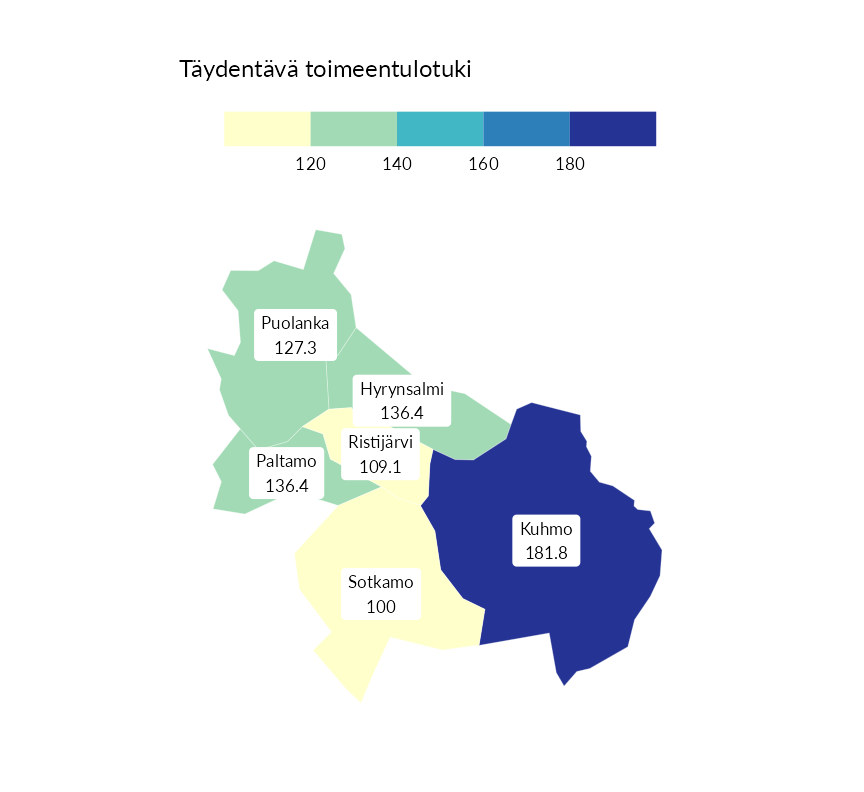 Täydentävä toimeentulotuki
120 140 160 180
Puolanka
127.3
Hyrynsalmi
136.4
Ristijärvi
109.1
Paltamo
136.4
Kuhmo
181.8
Sotkamo
100